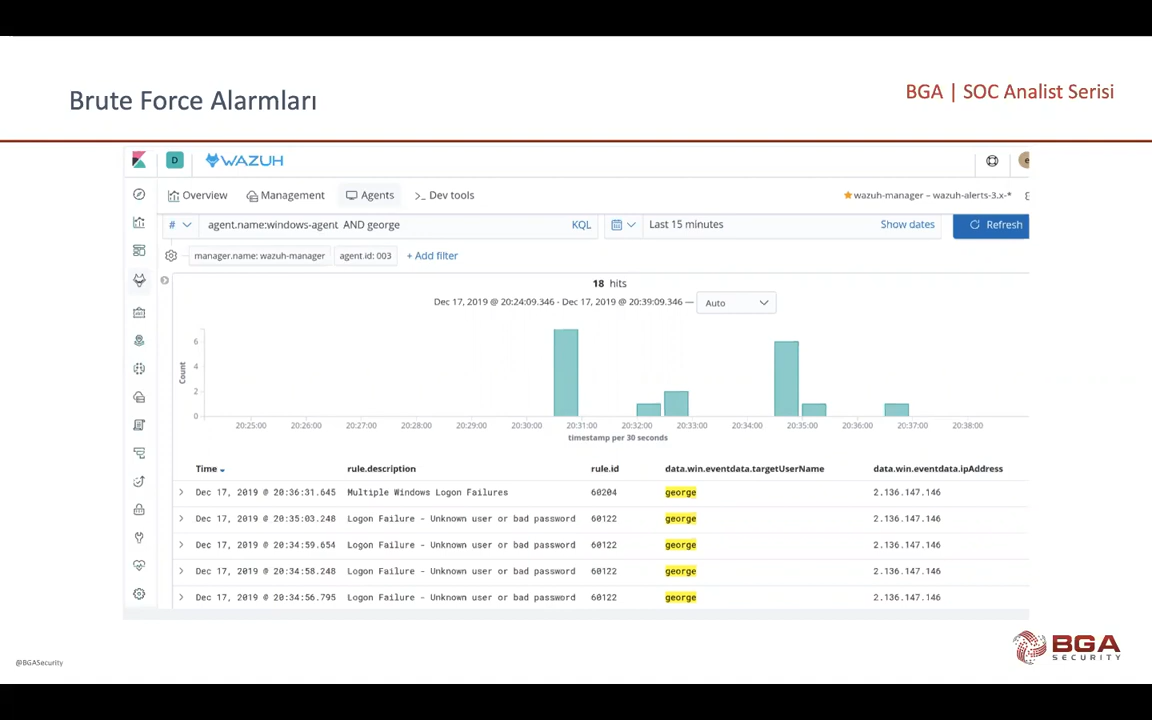 Brute Force Alarmları
BGA | SOC Analist Serisi
D
WAZUH
e
Overview
Management
Agents
>_ Dev tools
wazuh-manager – wazuh-alerts-3.x-*
#
agent.name:windows-agent AND george
KQL
Last 15 minutes
Show dates
Refresh
manager.name: wazuh-manager
agent.id: 003
+ Add filter
18 hits
Dec 17, 2019 @ 20:24:09.346 - Dec 17, 2019 @ 20:39:09.346 —
Auto
6
4
2
0
Count
20:25:00 20:26:00 20:27:00 20:28:00 20:29:00 20:30:00 20:31:00 20:32:00 20:33:00 20:34:00 20:35:00 20:36:00 20:37:00 20:38:00
timestamp per 30 seconds
Time rule.description rule.id data.win.eventdata.targetUserName data.win.eventdata.ipAddress
Dec 17, 2019 @ 20:36:31.645 Multiple Windows Logon Failures 60204 george 2.136.147.146
Dec 17, 2019 @ 20:35:03.248 Logon Failure - Unknown user or bad password 60122 george 2.136.147.146
Dec 17, 2019 @ 20:34:59.654 Logon Failure - Unknown user or bad password 60122 george 2.136.147.146
Dec 17, 2019 @ 20:34:58.248 Logon Failure - Unknown user or bad password 60122 george 2.136.147.146
Dec 17, 2019 @ 20:34:56.795 Logon Failure - Unknown user or bad password 60122 george 2.136.147.146
@BGASecurity
BGA
SECURITY